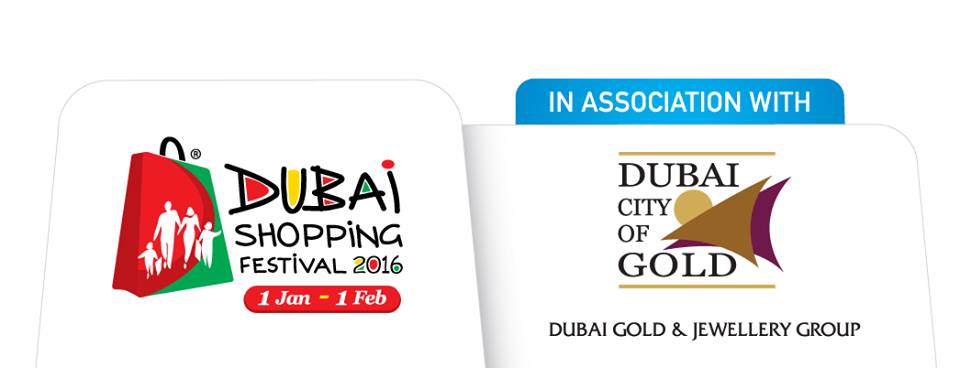 ®
DUBAI
SHOPPING
FESTIVAL 2016
1 Jan - 1 Feb
IN ASSOCIATION WITH
DUBAI
CITY
OF
GOLD
DUBAI GOLD & JEWELLERY GROUP